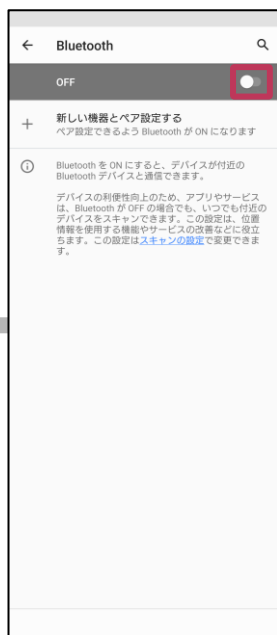 Bluetooth
OFF
新しい機器とペア設定する
ペア設定できるよう Bluetooth が ON になります
Bluetooth を ON にすると、デバイスが付近の
Bluetooth デバイスと通信できます。
デバイスの利便性向上のため、アプリやサービス
は、Bluetooth が OFF の場合でも、いつでも付近の
デバイスをスキャンできます。この設定は、位置
情報を使用する機能やサービスの改善などに役立
ちます。この設定はスキャンの設定で変更できま
す。